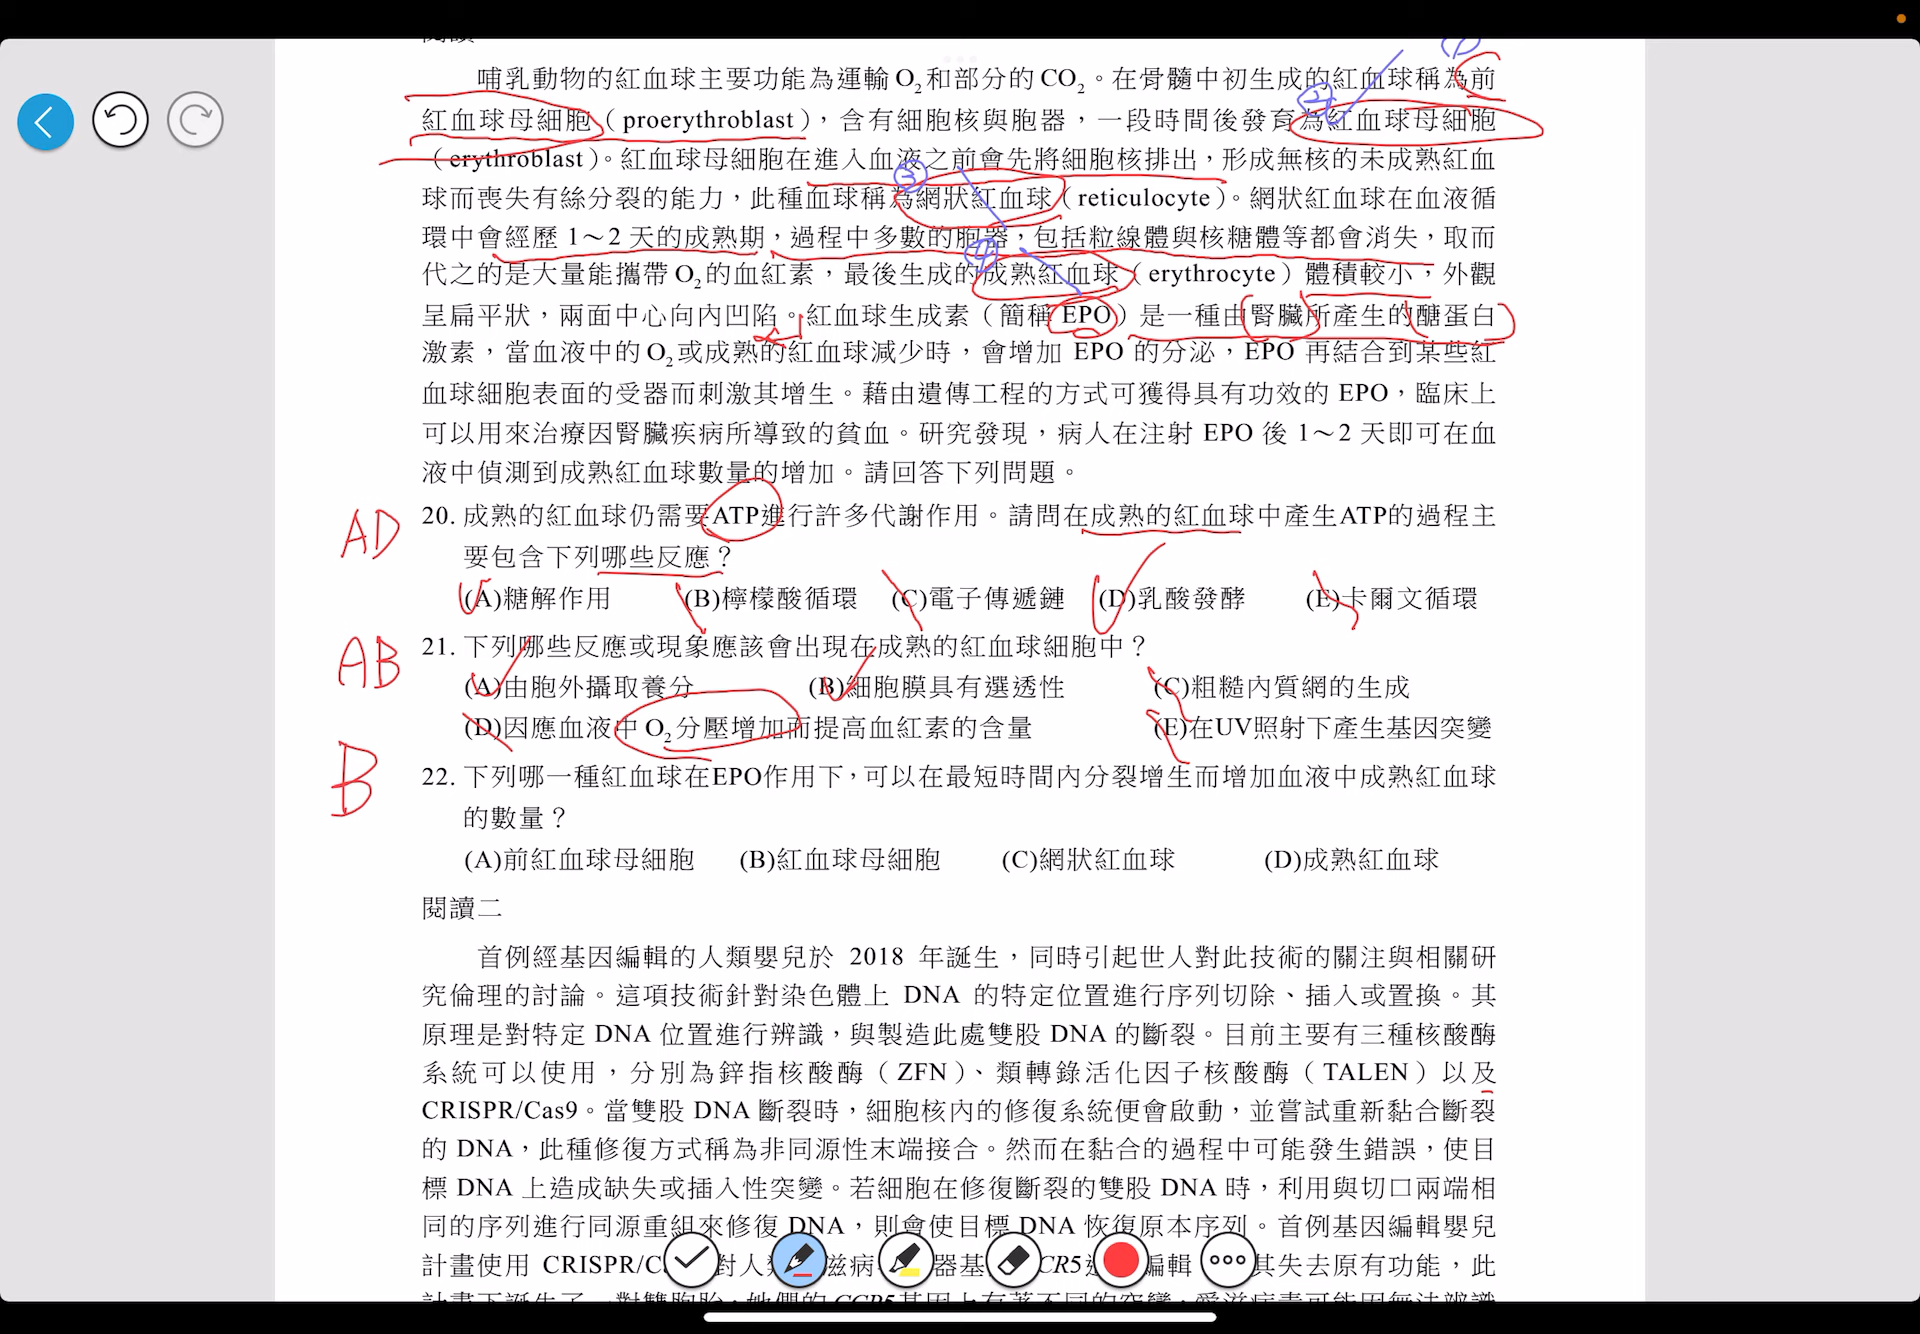 哺乳動物的紅血球主要功能為運輸 O₂ 和部分的 CO₂。在骨髓中初生成的紅血球稱為前
紅血球母細胞（proerythroblast），含有細胞核與胞器，一段時間後發育為紅血球母細胞
（erythroblast）。紅血球母細胞在進入血液之前會先將細胞核排出，形成無核的未成熟紅血
球而喪失有絲分裂的能力，此種血球稱為網狀紅血球（reticulocyte）。網狀紅血球在血液循
環中會經歷 1～2 天的成熟期，過程中多數的胞器，包括粒線體與核糖體等都會消失，取而
代之的是大量能攜帶 O₂ 的血紅素，最後生成的成熟紅血球（erythrocyte）體積較小，外觀
呈扁平狀，兩面中心向內凹陷。紅血球生成素（簡稱 EPO）是一種由腎臟所產生的醣蛋白
激素，當血液中的 O₂ 或成熟的紅血球減少時，會增加 EPO 的分泌，EPO 再結合到某些紅
血球細胞表面的受器而刺激其增生。藉由遺傳工程的方式可獲得具有功效的 EPO，臨床上
可以用來治療因腎臟疾病所導致的貧血。研究發現，病人在注射 EPO 後 1～2 天即可在血
液中偵測到成熟紅血球數量的增加。請回答下列問題。
AD 20. 成熟的紅血球仍需要ATP進行許多代謝作用。請問在成熟的紅血球中產生ATP的過程主
要包含下列哪些反應？
(A)糖解作用 (B)檸檬酸循環 (C)電子傳遞鏈 (D)乳酸發酵 (E)卡爾文循環
AB 21. 下列哪些反應或現象應該會出現在成熟的紅血球細胞中？
(A)由胞外攝取養分 (B)細胞膜具有選透性 (C)粗糙內質網的生成
(D)因應血液中 O₂ 分壓增加而提高血紅素的含量 (E)在UV照射下產生基因突變
B 22. 下列哪一種紅血球在EPO作用下，可以在最短時間內分裂增生而增加血液中成熟紅血球
的數量？
(A)前紅血球母細胞 (B)紅血球母細胞 (C)網狀紅血球 (D)成熟紅血球
閱讀二
首例經基因編輯的人類嬰兒於 2018 年誕生，同時引起世人對此技術的關注與相關研
究倫理的討論。這項技術針對染色體上 DNA 的特定位置進行序列切除、插入或置換。其
原理是對特定 DNA 位置進行辨識，與製造此處雙股 DNA 的斷裂。目前主要有三種核酸酶
系統可以使用，分別為鋅指核酸酶（ZFN）、類轉錄活化因子核酸酶（TALEN）以及
CRISPR/Cas9。當雙股 DNA 斷裂時，細胞核內的修復系統便會啟動，並嘗試重新黏合斷裂
的 DNA，此種修復方式稱為非同源性末端接合。然而在黏合的過程中可能發生錯誤，使目
標 DNA 上造成缺失或插入性突變。若細胞在修復斷裂的雙股 DNA 時，利用與切口兩端相
同的序列進行同源重組來修復 DNA，則會使目標 DNA 恢復原本序列。首例基因編輯嬰兒
計畫使用 CRISPR/C 對人 滋病 器基 CR5 編輯 其失去原有功能，此